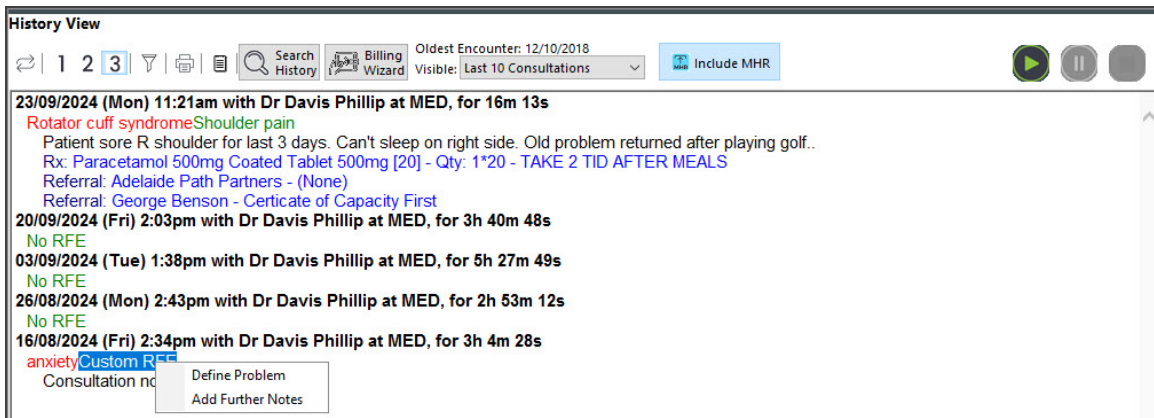 History View
1 2 3 Search History Billing Wizard Oldest Encounter: 12/10/2018
Visible: Last 10 Consultations MHR Include MHR
23/09/2024 (Mon) 11:21am with Dr Davis Phillip at MED, for 16m 13s
Rotator cuff syndromeShoulder pain
Patient sore R shoulder for last 3 days. Can't sleep on right side. Old problem returned after playing golf..
Rx: Paracetamol 500mg Coated Tablet 500mg [20] - Qty: 1*20 - TAKE 2 TID AFTER MEALS
Referral: Adelaide Path Partners - (None)
Referral: George Benson - Certicate of Capacity First
20/09/2024 (Fri) 2:03pm with Dr Davis Phillip at MED, for 3h 40m 48s
No RFE
03/09/2024 (Tue) 1:38pm with Dr Davis Phillip at MED, for 5h 27m 49s
No RFE
26/08/2024 (Mon) 2:43pm with Dr Davis Phillip at MED, for 2h 53m 12s
No RFE
16/08/2024 (Fri) 2:34pm with Dr Davis Phillip at MED, for 3h 4m 28s
anxietyCustom RFE
Consultation no
Define Problem
Add Further Notes